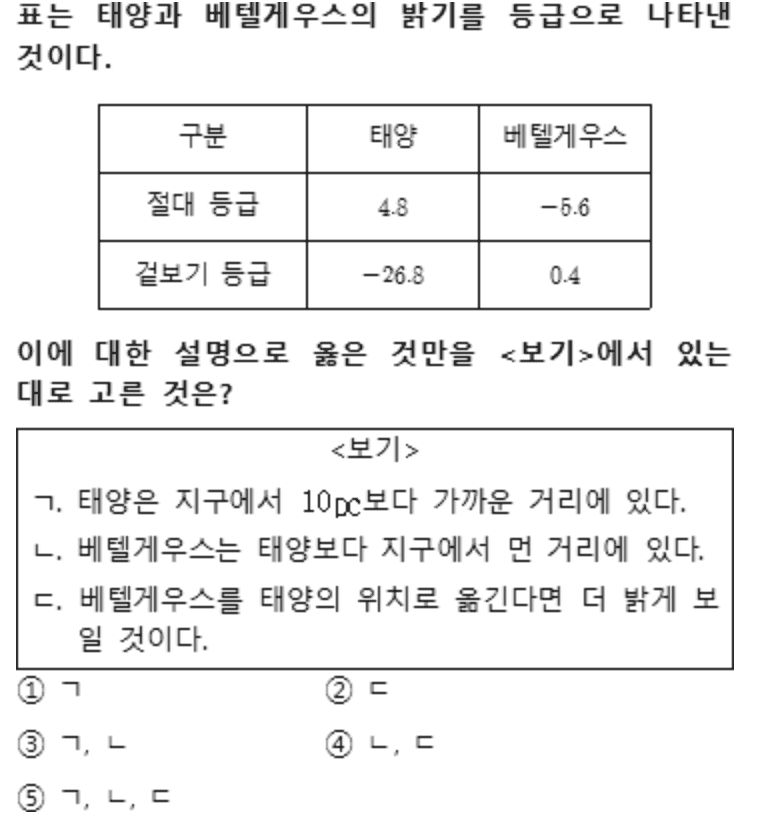 표는 태양과 베텔게우스의 밝기를 등급으로 나타낸
것이다.
구분 태양 베텔게우스
절대 등급 4.8 −5.6
겉보기 등급 −26.8 0.4
이에 대한 설명으로 옳은 것만을 <보기>에서 있는
대로 고른 것은?
<보기>
ㄱ. 태양은 지구에서 10pc보다 가까운 거리에 있다.
ㄴ. 베텔게우스는 태양보다 지구에서 먼 거리에 있다.
ㄷ. 베텔게우스를 태양의 위치로 옮긴다면 더 밝게 보
일 것이다.
① ㄱ ② ㄷ
③ ㄱ, ㄴ ④ ㄴ, ㄷ
⑤ ㄱ, ㄴ, ㄷ